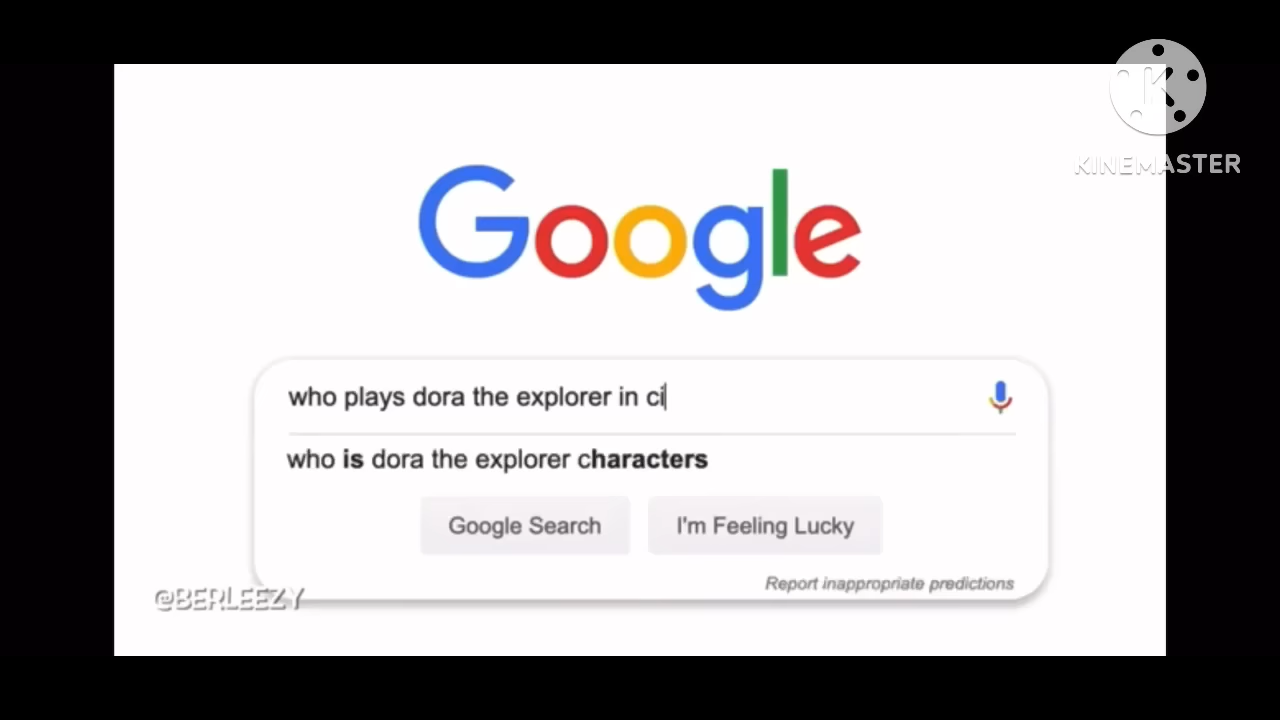 KINEMASTER
Google
who plays dora the explorer in ci
who is dora the explorer characters
Google Search
I'm Feeling Lucky
Report inappropriate predictions
@BERLEEZY